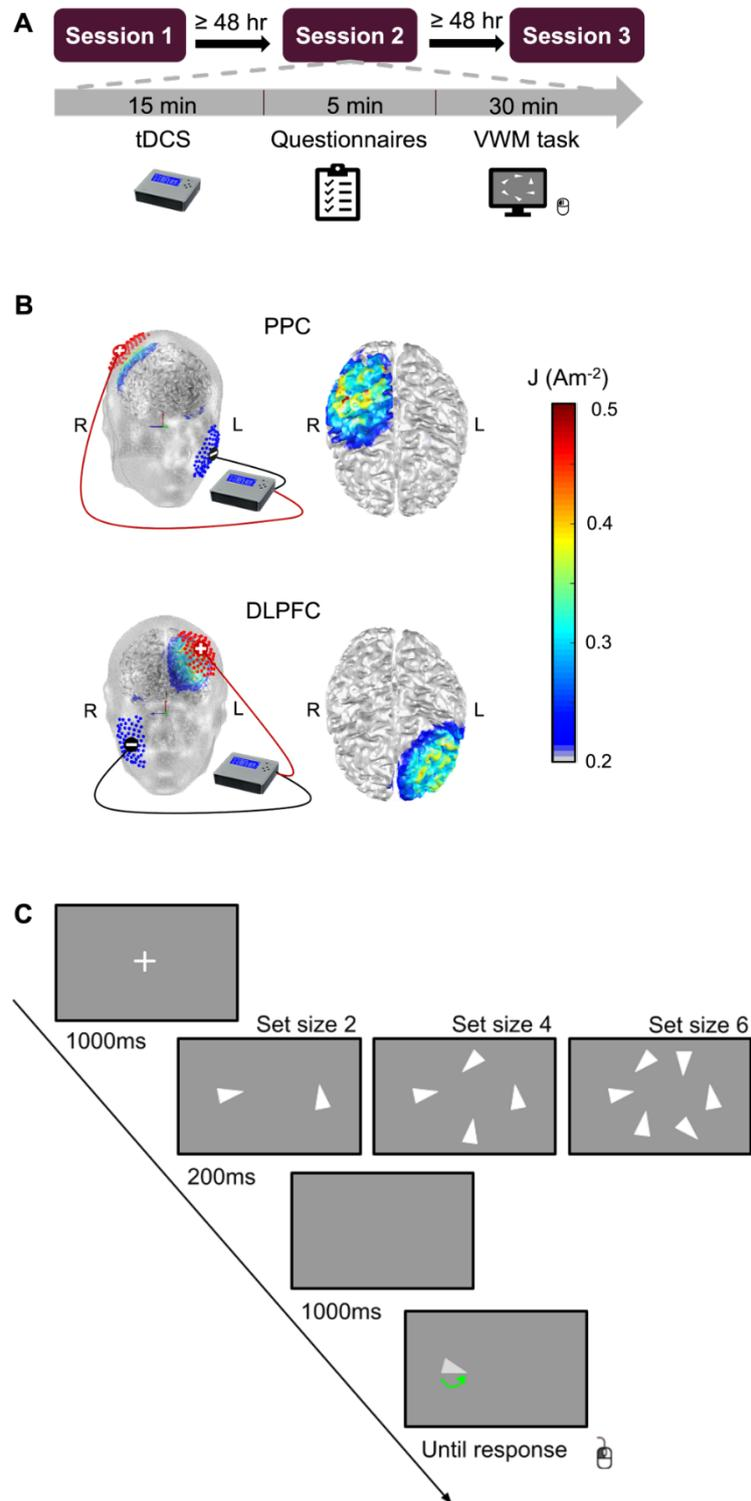 A
Session 1
≥ 48 hr
Session 2
≥ 48 hr
Session 3
15 min
5 min
30 min
tDCS
Questionnaires
VWM task
B
PPC
R
L
R
L
J (Am-2)
0.5
0.4
0.3
0.2
DLPFC
R
L
R
L
C
1000ms
Set size 2
Set size 4
Set size 6
200ms
1000ms
Until response